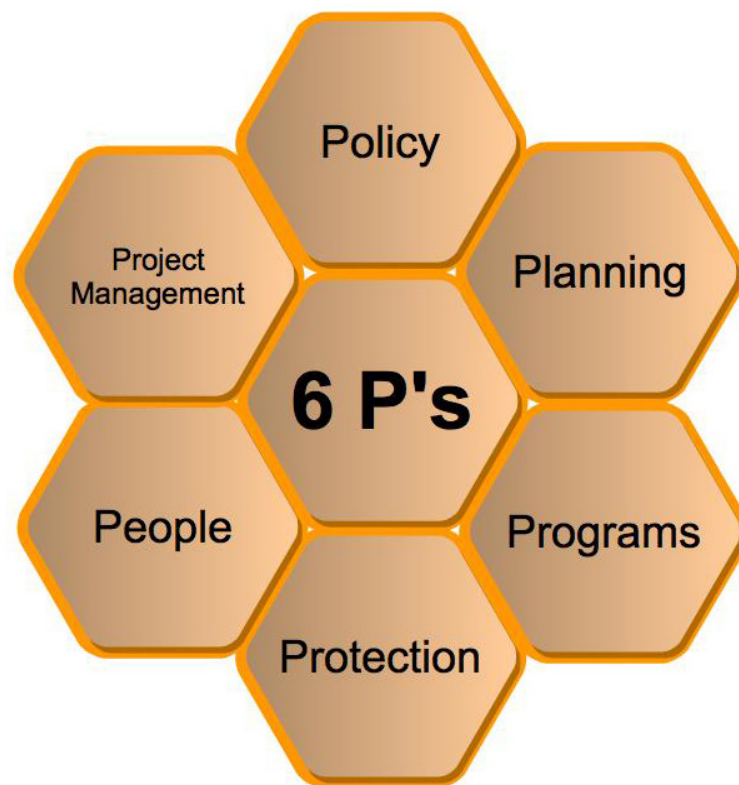 Policy
Planning
Programs
Protection
People
Project
Management
6 P's